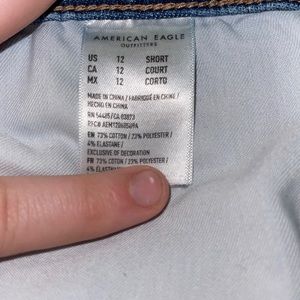 AMERICAN EAGLE
OUTFITTERS
US 12 SHORT
CA 12 COURT
MX 12 CORTO
MADE IN CHINA / FABRIQUÉ EN CHINE /
HECHO EN CHINA
RN 54485/CA 03873
EN 73% COTTON / 23% POLYESTER /
4% ELASTANE /
EXCLUSIVE OF DECORATION
FR 73% COTON / 23% POLYESTER /
4% ELASTHANNE